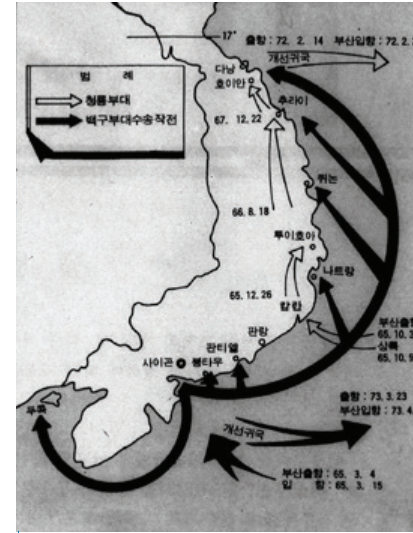 17°
출항 : 72. 2. 14 부산입항 : 72. 2.
개선귀국
다낭
호이안
추라이
범 례
청룡부대
백구부대수송작전
67. 12. 22
퀴논
66. 8. 18
투이호아
나트랑
65. 12. 26
캄란
부산출항
65. 10. 3
상륙
65. 10. 9
판랑
판티엩
사이곤
붕타우
푸쿽
출항 : 73. 3. 23
부산입항 : 73. 4.
개선귀국
부산출항 : 65. 3. 4
입 항 : 65. 3. 15